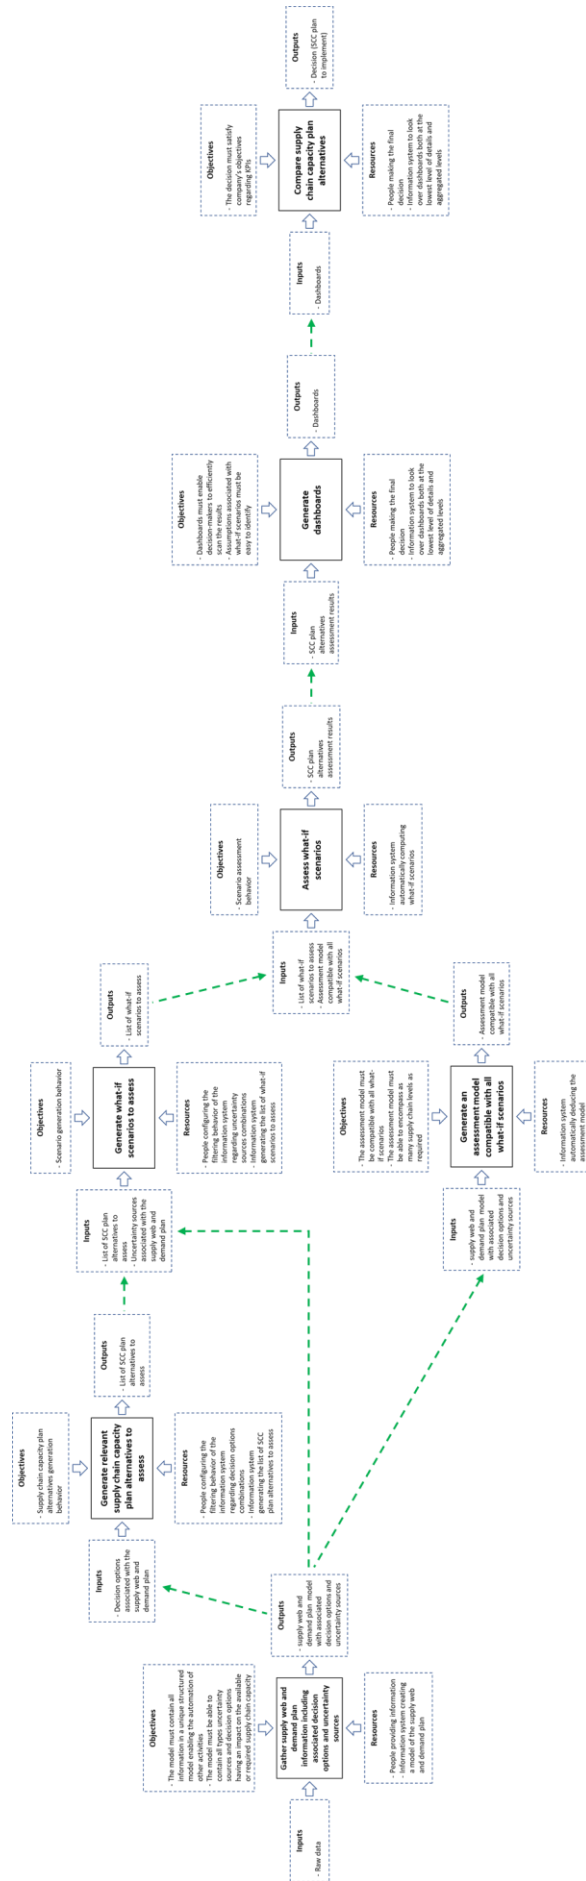 Inputs
- Raw data
Objectives
- The model must contain all
information in a unique structured
model enabling the automation of
other activities
- The model must be able to
contain all types uncertainty
sources and decision options
having an impact on the available
or required supply chain capacity
Gather supply web and
demand plan
information including
associated decision
options and uncertainty
sources
Resources
- People providing information
- Information system creating
a model of the supply web
and demand plan
Outputs
- supply web and
demand plan model
with associated
decision options and
uncertainty sources
Inputs
- Decision options
associated with the
supply web and
demand plan
Objectives
- Supply chain capacity plan
alternatives generation
behavior
Generate relevant
supply chain capacity
plan alternatives to
assess
Resources
- People configuring the
filtering behavior of the
information system
regarding decision options
combinations
- Information system
generating the list of SCC
plan alternatives to assess
Outputs
- List of SCC plan
alternatives to
assess
Inputs
- List of SCC plan
alternatives to
assess
- Uncertainty sources
associated with the
supply web and
demand plan
Objectives
- Scenario generation behavior
Generate what-if
scenarios to assess
Resources
- People configuring the
filtering behavior of the
information system
regarding uncertainty
sources combinations
- Information system
generating the list of what-if
scenarios to assess
Outputs
- List of what-if
scenarios to assess
Inputs
- supply web and
demand plan model
with associated
decision options and
uncertainty sources
Objectives
- The assessment model must
be compatible with all what-
if scenarios
- The assessment model must
be able to encompass as
many supply chain levels as
required
Generate an
assessment model
compatible with all
what-if scenarios
Resources
- Information system
automatically deducing the
assessment model
Outputs
- Assessment model
compatible with all
what-if scenarios
Inputs
- List of what-if
scenarios to assess
- Assessment model
compatible with all
what-if scenarios
Objectives
- Scenario assessment
behavior
Assess what-if
scenarios
Resources
- Information system
automatically computing
what-if scenarios
Outputs
- SCC plan
alternatives
assessment results
Inputs
- SCC plan
alternatives
assessment results
Objectives
- Dashboards must enable
decision-makers to efficiently
scan the results
- Assumptions associated with
what-if scenarios must be
easy to identify
Generate
dashboards
Resources
- People making the final
decision
- Information system to look
over dashboards both at the
lowest level of details and
aggregated levels
Outputs
- Dashboards
Inputs
- Dashboards
Objectives
- The decision must satisfy
company's objectives
regarding KPIs
Compare supply
chain capacity plan
alternatives
Resources
- People making the final
decision
- Information system to look
over dashboards both at the
lowest level of details and
aggregated levels
Outputs
- Decision (SCC plan
to implement)